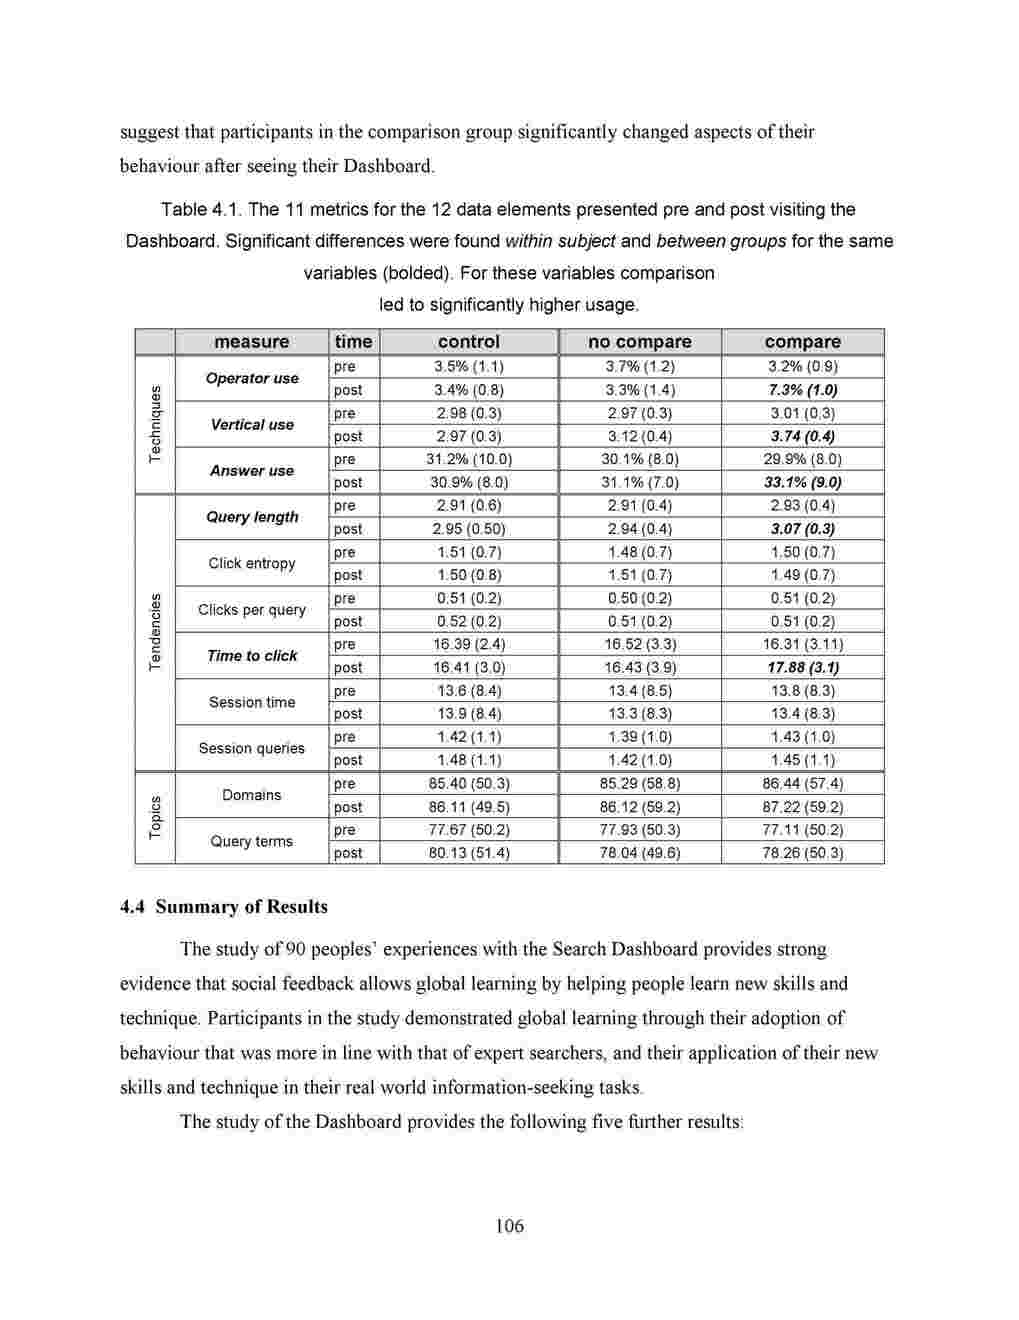 suggest that participants in the comparison group significantly changed aspects of their
behaviour after seeing their Dashboard.
Table 4.1. The 11 metrics for the 12 data elements presented pre and post visiting the
Dashboard. Significant differences were found within subject and between groups for the same
variables (bolded). For these variables comparison
led to significantly higher usage.
measure time control no compare compare
Techniques
Operator use
pre 3.5% (1.1) 3.7% (1.2) 3.2% (0.9)
post 3.4% (0.8) 3.3% (1.4) 7.3% (1.0)
Vertical use
pre 2.98 (0.3) 2.97 (0.3) 3.01 (0,3)
post 2.97 (0.3) 3.12 (0.4) 3.74 (0.4)
Answer use
pre 31.2% (10.0) 30.1% (8.0) 29.9% (8.0)
post 30.9% (8.0) 31.1% (7.0) 33.1% (9.0)
Tendencies
Query length
pre 2.91 (0.6) 2.91 (0.4) 2.93 (0.4)
post 2.95 (0.50) 2.94 (0.4) 3.07 (0.3)
Click entropy
pre 1.51 (0.7) 1.48 (0.7) 1.50 (0.7)
post 1.50 (0.8) 1.51 (0.7) 1.49 (0.7)
Clicks per query
pre 0.51 (0.2) 0.50 (0.2) 0.51 (0.2)
post 0.52 (0.2) 0.51 (0.2) 0.51 (0.2)
Time to click
pre 16.39 (2.4) 16.52 (3.3) 16.31 (3.11)
post 16.41 (3.0) 16.43 (3.9) 17.88 (3.1)
Session time
pre 13.6 (8.4) 13.4 (8.5) 13.8 (8.3)
post 13.9 (8.4) 13.3 (8.3) 13.4 (8.3)
Session queries
pre 1.42 (1.1) 1.39 (1.0) 1.43 (1.0)
post 1.48 (1.1) 1.42 (1.0) 1.45 (1.1)
Topics
Domains
pre 85.40 (50.3) 85.29 (58.8) 86.44 (57.4)
post 86.11 (49.5) 86.12 (59.2) 87.22 (59.2)
Query terms
pre 77.67 (50.2) 77.93 (50.3) 77.11 (50.2)
post 80.13 (51.4) 78.04 (49.6) 78.26 (50.3)
4.4 Summary of Results
The study of 90 peoples' experiences with the Search Dashboard provides strong
evidence that social feedback allows global learning by helping people learn new skills and
technique. Participants in the study demonstrated global learning through their adoption of
behaviour that was more in line with that of expert searchers, and their application of their new
skills and technique in their real world information-seeking tasks.
The study of the Dashboard provides the following five further results:
106